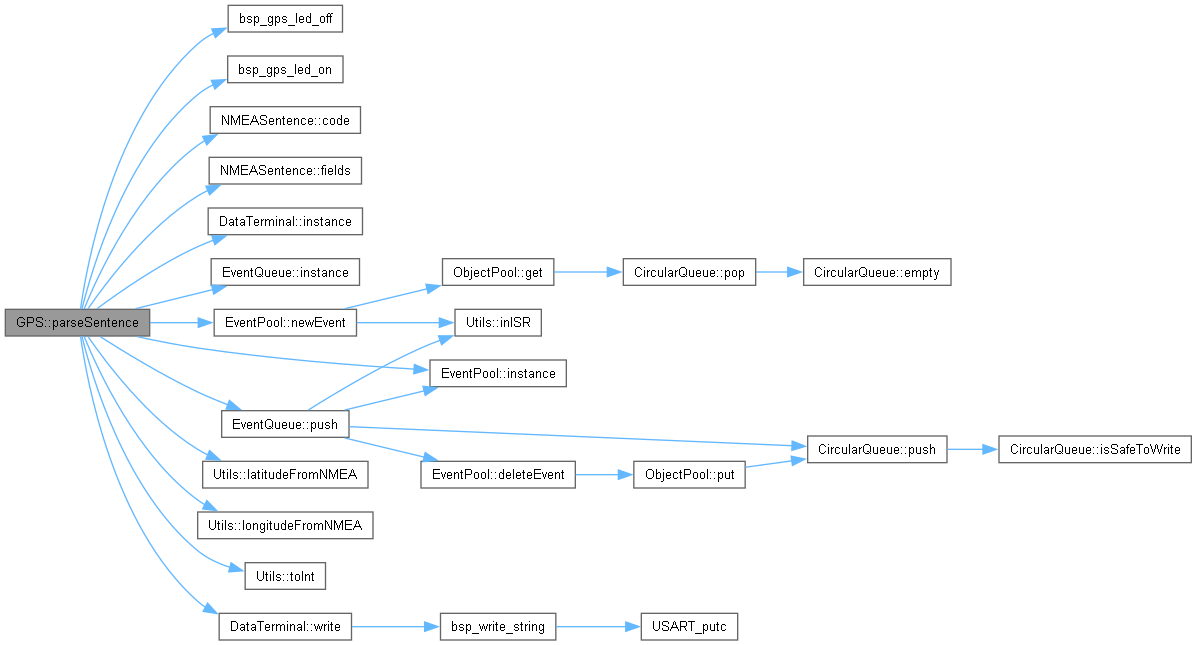 bsp_gps_led_off
bsp_gps_led_on
NMEASentence::code
NMEASentence::fields
DataTerminal::instance
EventQueue::instance
ObjectPool::get
CircularQueue::pop
CircularQueue::empty
GPS::parseSentence
EventPool::newEvent
Utils::inISR
EventPool::instance
EventQueue::push
CircularQueue::push
CircularQueue::isSafeToWrite
Utils::latitudeFromNMEA
EventPool::deleteEvent
ObjectPool::put
Utils::longitudeFromNMEA
Utils::toInt
DataTerminal::write
bsp_write_string
USART_putc